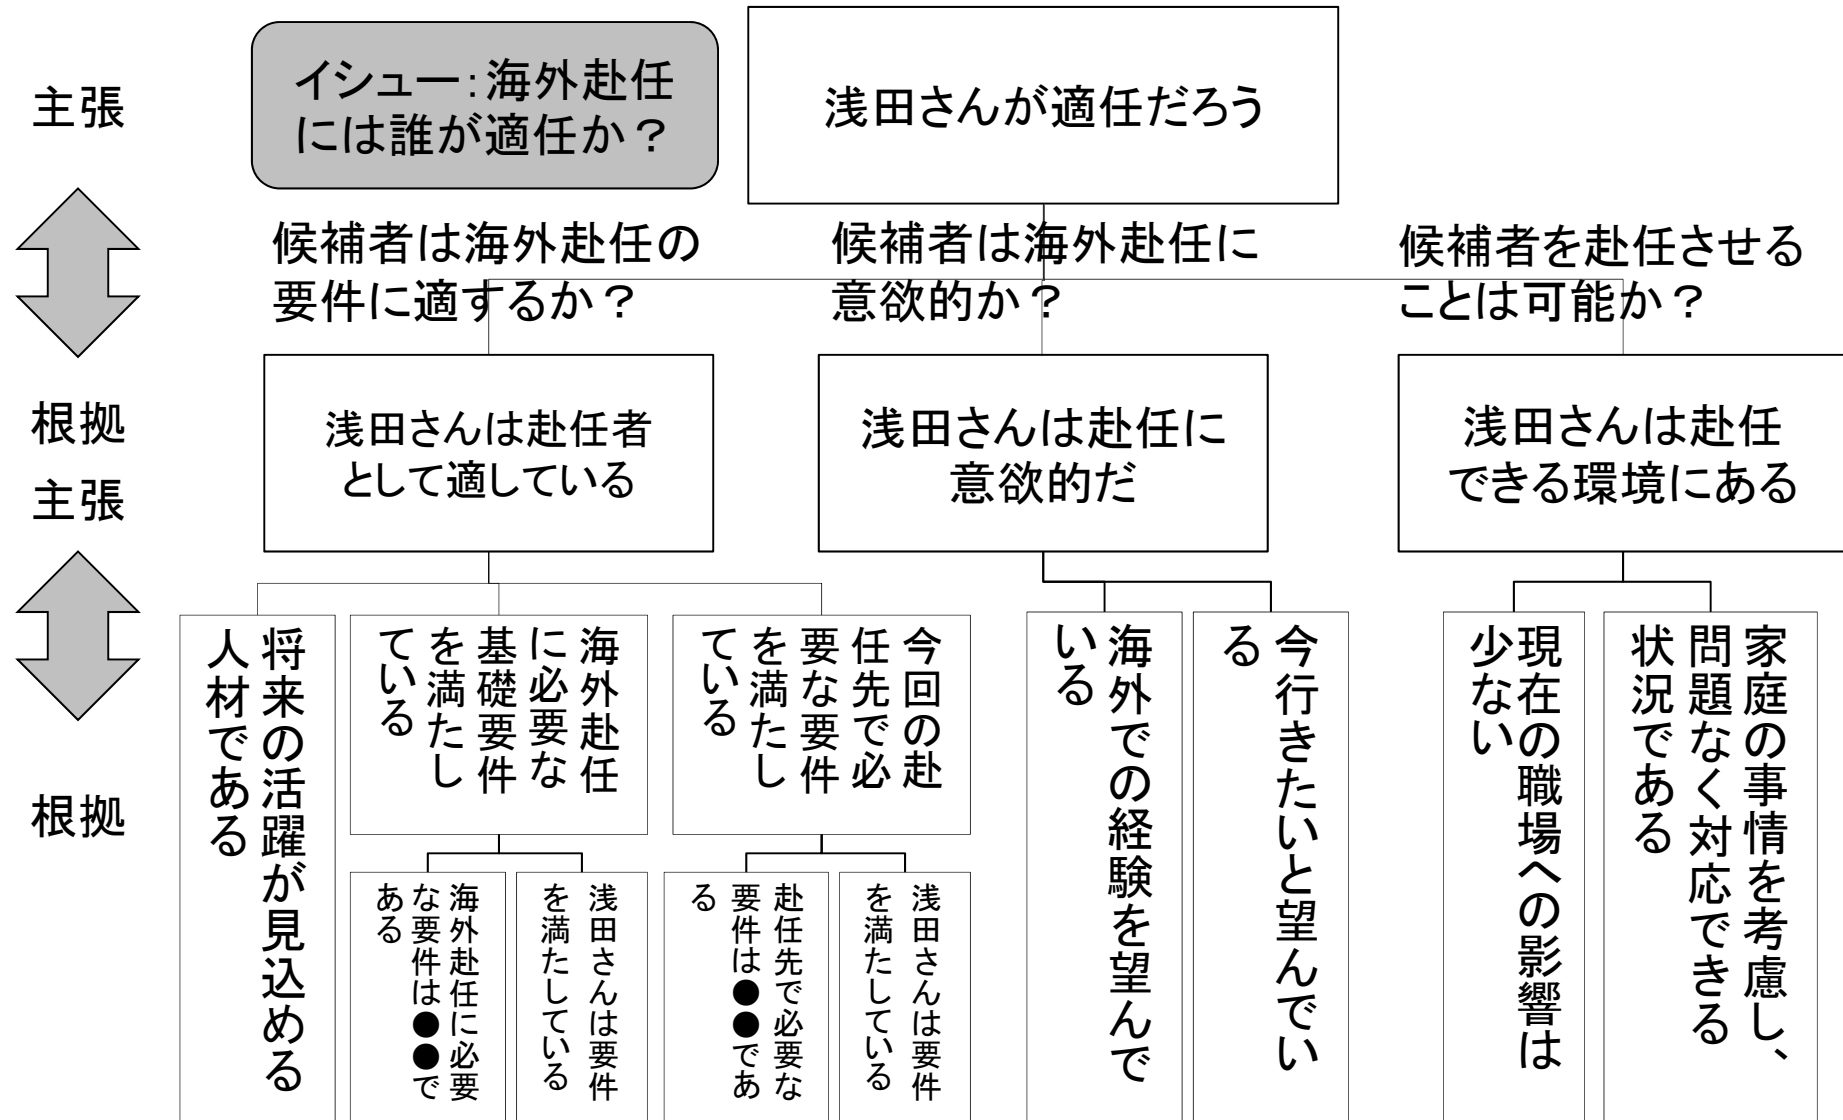 主張
イシュー：海外赴任
には誰が適任か？
浅田さんが適任だろう
候補者は海外赴任の
要件に適するか？
候補者は海外赴任に
意欲的か？
候補者を赴任させる
ことは可能か？
根拠
主張
浅田さんは赴任者
として適している
浅田さんは赴任に
意欲的だ
浅田さんは赴任
できる環境にある
根拠
将来の活躍が見込める
人材である
海外赴任
に必要な
基礎要件
を満たし
ている
今回の赴
任先で必
要な要件
を満たし
ている
海外での経験を望んで
いる
今行きたいと望んでい
る
現在の職場への影響は
少ない
家庭の事情を考慮し、
問題なく対応できる
状況である
海外赴任に必要
な要件は●●で
ある
浅田さんは要件
を満たしている
赴任先で必要な
要件は●●であ
る
浅田さんは要件
を満たしている